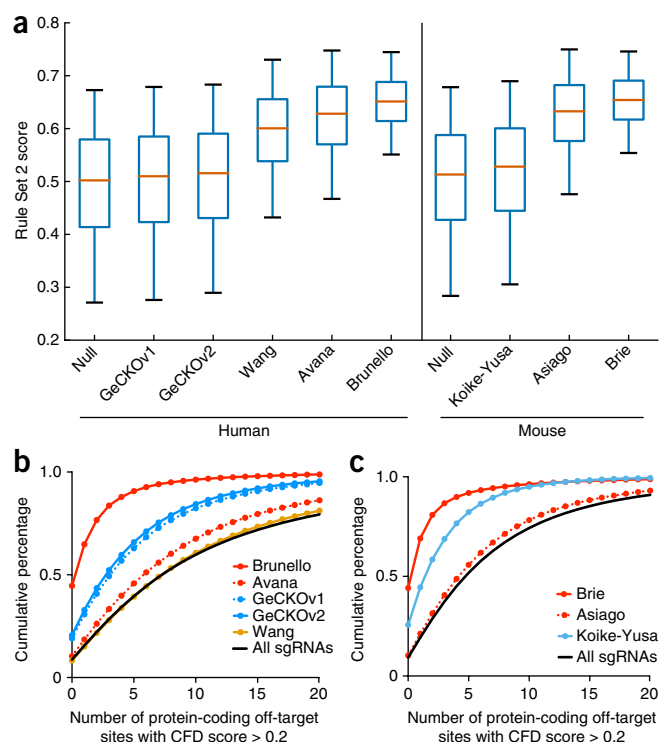 a
Rule Set 2 score
0.8
0.7
0.6
0.5
0.4
0.3
0.2
Null
GeCKOv1
GeCKOv2
Wang
Avana
Brunello
Null
Koike-Yusa
Asiago
Brie
Human
Mouse
b
Cumulative percentage
1.0
0.5
0
Brunello
Avana
GeCKOv1
GeCKOv2
Wang
All sgRNAs
0 5 10 15 20
Number of protein-coding off-target
sites with CFD score > 0.2
c
Cumulative percentage
1.0
0.5
0
Brie
Asiago
Koike-Yusa
All sgRNAs
0 5 10 15 20
Number of protein-coding off-target
sites with CFD score > 0.2